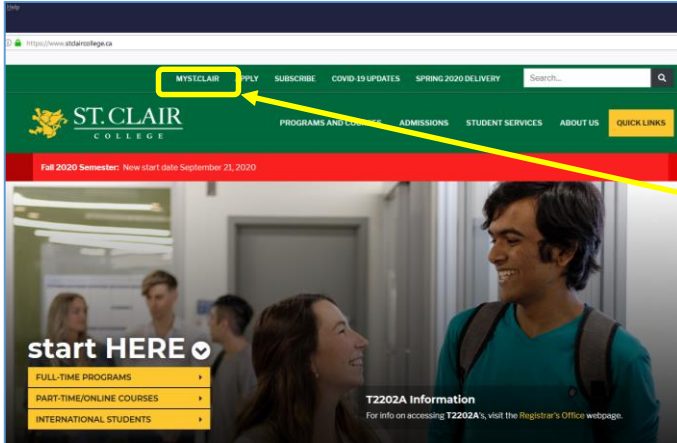 Help
https://www.stclaircollege.ca
MYST.CLAIR APPLY SUBSCRIBE COVID-19 UPDATES SPRING 2020 DELIVERY Search...
ST. CLAIR
COLLEGE
PROGRAMS AND COURSES ADMISSIONS STUDENT SERVICES ABOUT US QUICK LINKS
Fall 2020 Semester: New start date September 21, 2020
start HERE
FULL-TIME PROGRAMS
PART-TIME/ONLINE COURSES
INTERNATIONAL STUDENTS
T2202A Information
For info on accessing T2202A's, visit the Registrar's Office webpage.